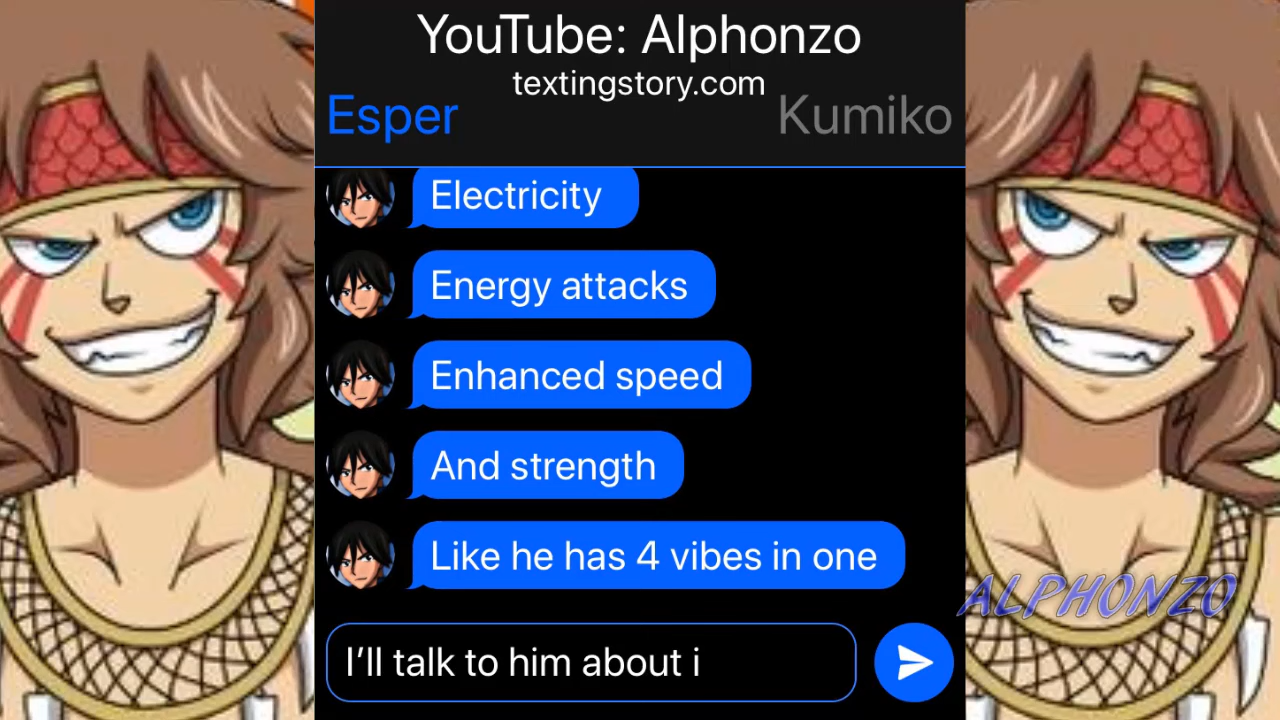 YouTube: Alphonzo
textingstory.com
Esper
Kumiko
Electricity
Energy attacks
Enhanced speed
And strength
Like he has 4 vibes in one
I’ll talk to him about i
ALPHONZO